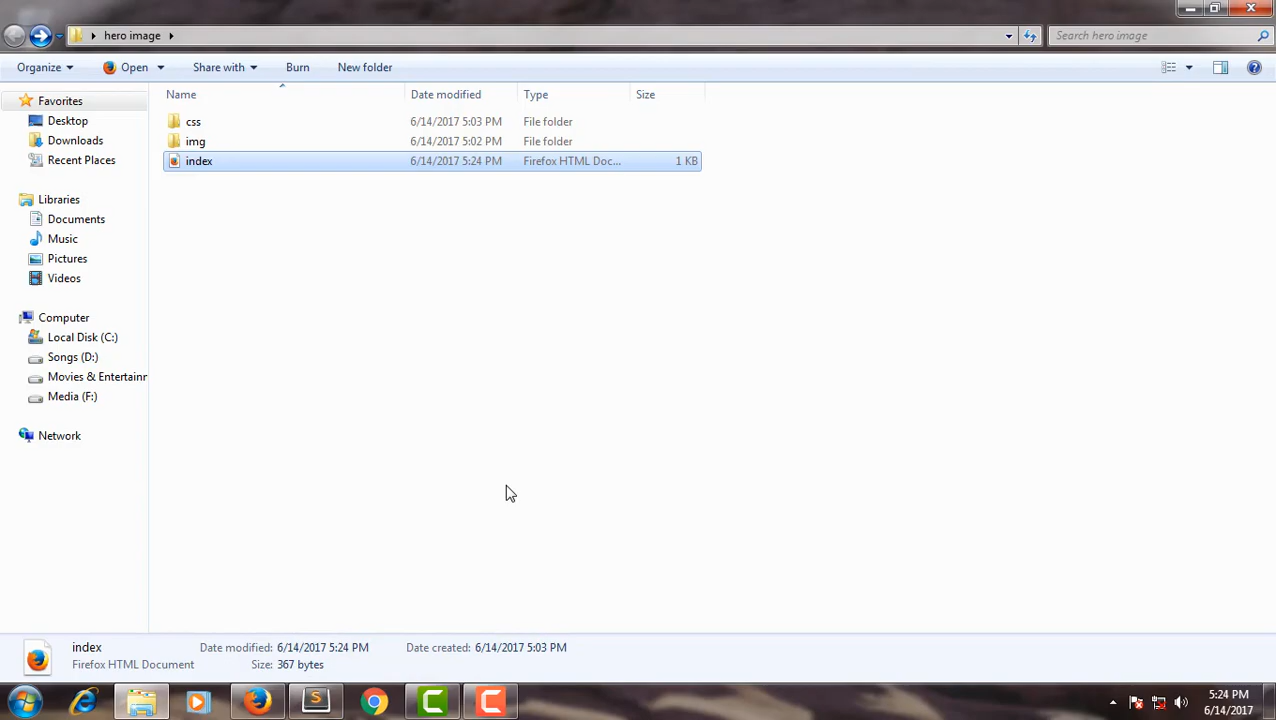 hero image
Search hero image
Organize Open Share with Burn New folder
Name Date modified Type Size
Favorites
Desktop
Downloads
Recent Places
Libraries
Documents
Music
Pictures
Videos
Computer
Local Disk (C:)
Songs (D:)
Movies & Entertainn
Media (F:)
Network
css 6/14/2017 5:03 PM File folder
img 6/14/2017 5:02 PM File folder
index 6/14/2017 5:24 PM Firefox HTML Doc... 1 KB
index Date modified: 6/14/2017 5:24 PM Date created: 6/14/2017 5:03 PM
Firefox HTML Document Size: 367 bytes
5:24 PM
6/14/2017